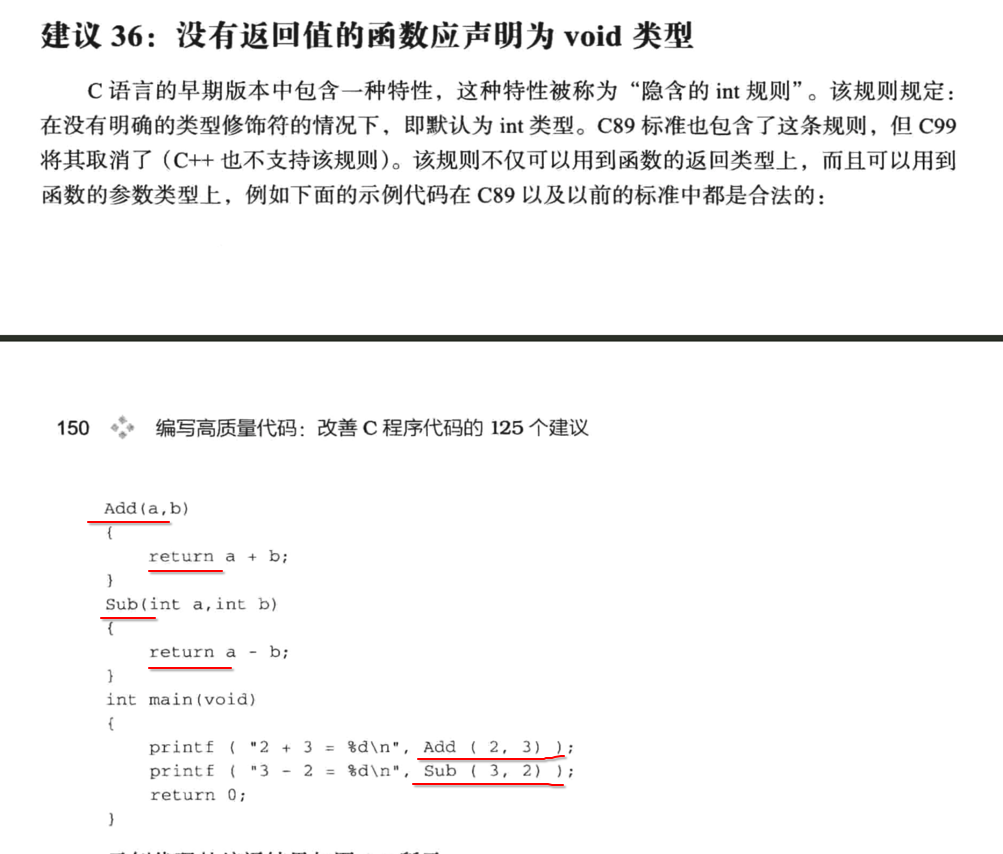 建议 36：没有返回值的函数应声明为 void 类型
C 语言的早期版本中包含一种特性，这种特性被称为“隐含的 int 规则”。该规则规定：
在没有明确的类型修饰符的情况下，即默认为 int 类型。C89 标准也包含了这条规则，但 C99
将其取消了（C++ 也不支持该规则）。该规则不仅可以用到函数的返回类型上，而且可以用到
函数的参数类型上，例如下面的示例代码在 C89 以及以前的标准中都是合法的：
150 编写高质量代码：改善 C 程序代码的 125 个建议
Add(a,b)
{
return a + b;
}
Sub(int a,int b)
{
return a - b;
}
int main(void)
{
printf ( "2 + 3 = %d\n", Add ( 2, 3) );
printf ( "3 - 2 = %d\n", Sub ( 3, 2) );
return 0;
}